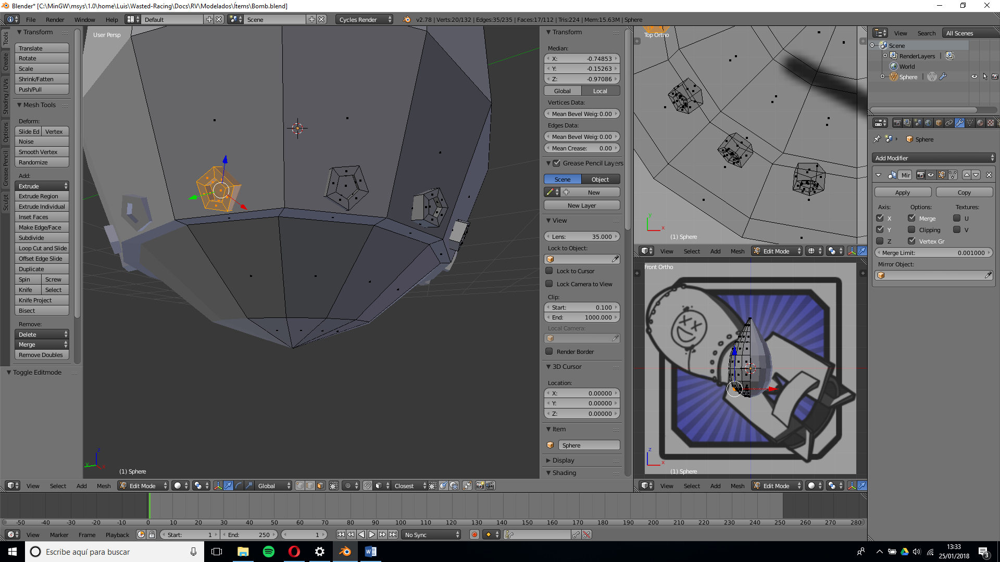 Blender* [C:\MinGW\msys\1.0\home\Luis\Wasted-Racing\Docs\RV\Modelados\Ítems\Bomb.blend]
File Render Window Help Default Scene Cycles Render v2.78 | Verts:20/132 | Edges:35/235 | Faces:17/112 | Tris:224 | Mem:15.63M | Sphere
Tools
Create
Shading / UVs
Options
Grease Pencil
Sculpt
Transform
Translate
Rotate
Scale
Shrink/Fatten
Push/Pull
Mesh Tools
Deform:
Slide Ed Vertex
Noise
Smooth Vertex
Randomize
Add:
Extrude
Extrude Region
Extrude Individual
Inset Faces
Make Edge/Face
Subdivide
Loop Cut and Slide
Offset Edge Slide
Duplicate
Spin Screw
Knife Select
Knife Project
Bisect
Remove:
Delete
Merge
Remove Doubles
Toggle Editmode
User Persp
z
y
x
(1) Sphere
View Select Add Mesh Edit Mode Global Closest
Transform
Median:
X: -0.74853
Y: -0.15263
Z: -0.97086
Global Local
Vertices Data:
Mean Bevel Weig: 0.00
Edges Data:
Mean Bevel Weig: 0.00
Mean Crease: 0.00
Grease Pencil Layers
Scene Object
New
New Layer
View
Lens: 35.000
Lock to Object:
Lock to Cursor
Lock Camera to View
Clip:
Start: 0.100
End: 1000.000
Local Camera:
Render Border
3D Cursor
Location:
X: 0.00000
Y: 0.00000
Z: 0.00000
Item
Sphere
Display
Shading
Top Ortho
y
x
(1) Sphere
View Select Add Mesh Edit Mode
Front Ortho
z
x
(1) Sphere
View Select Add Mesh Edit Mode
View Search All Scenes
Scene
RenderLayers
World
Sphere
Sphere
Add Modifier
Mir
Apply Copy
Axis: Options: Textures:
X Merge U
Y Clipping V
Z Vertex Gr
Merge Limit: 0.001000
Mirror Object:
-50 -40 -30 -20 -10 0 10 20 30 40 50 60 70 80 90 100 110 120 130 140 150 160 170 180 190 200 210 220 230 240 250 260 270 280
View Marker Frame Playback Start: 1 End: 250 1 No Sync
Escribe aquí para buscar
13:33
25/01/2018
3